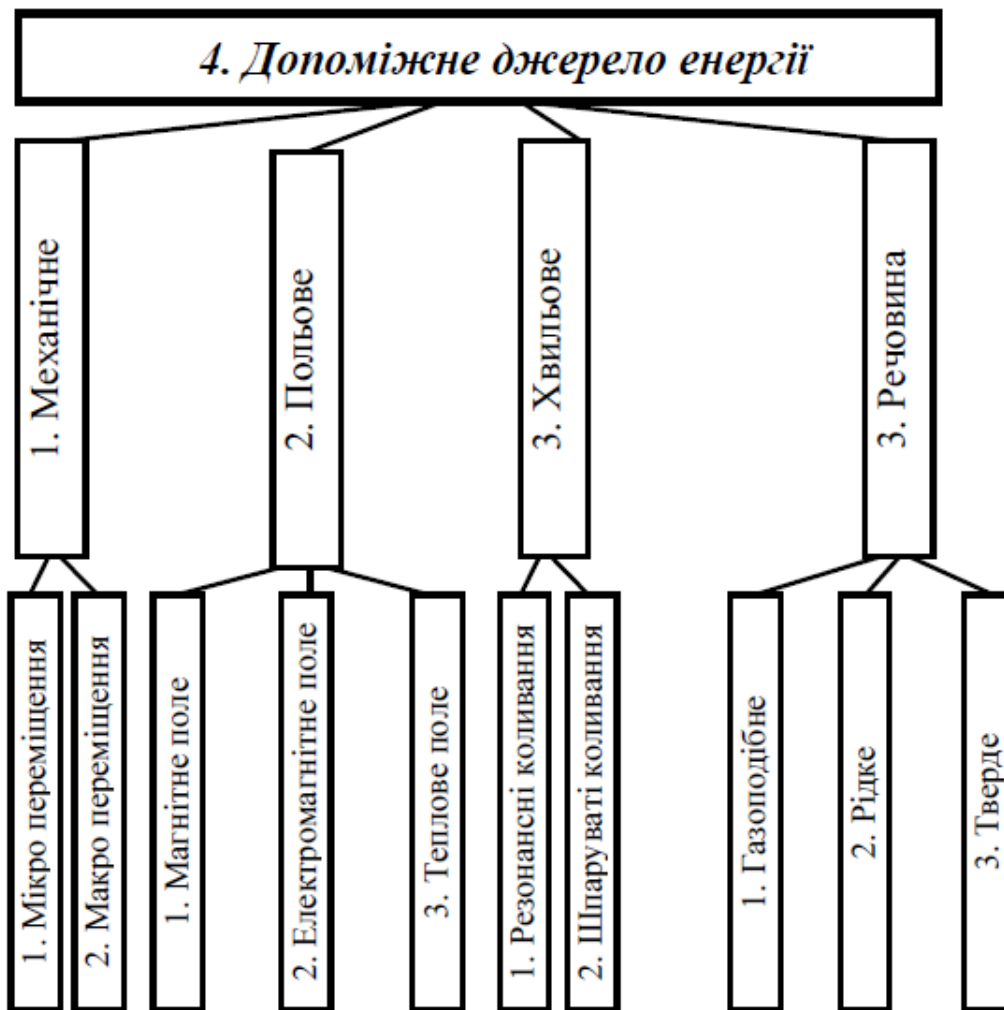 4. Допоміжне джерело енергії
1. Механічне
2. Польове
3. Хвильове
3. Речовина
1. Мікро переміщення
2. Макро переміщення
1. Магнітне поле
2. Електромагнітне поле
3. Теплове поле
1. Резонансні коливання
2. Шпаруваті коливання
1. Газоподібне
2. Рідке
3. Тверде